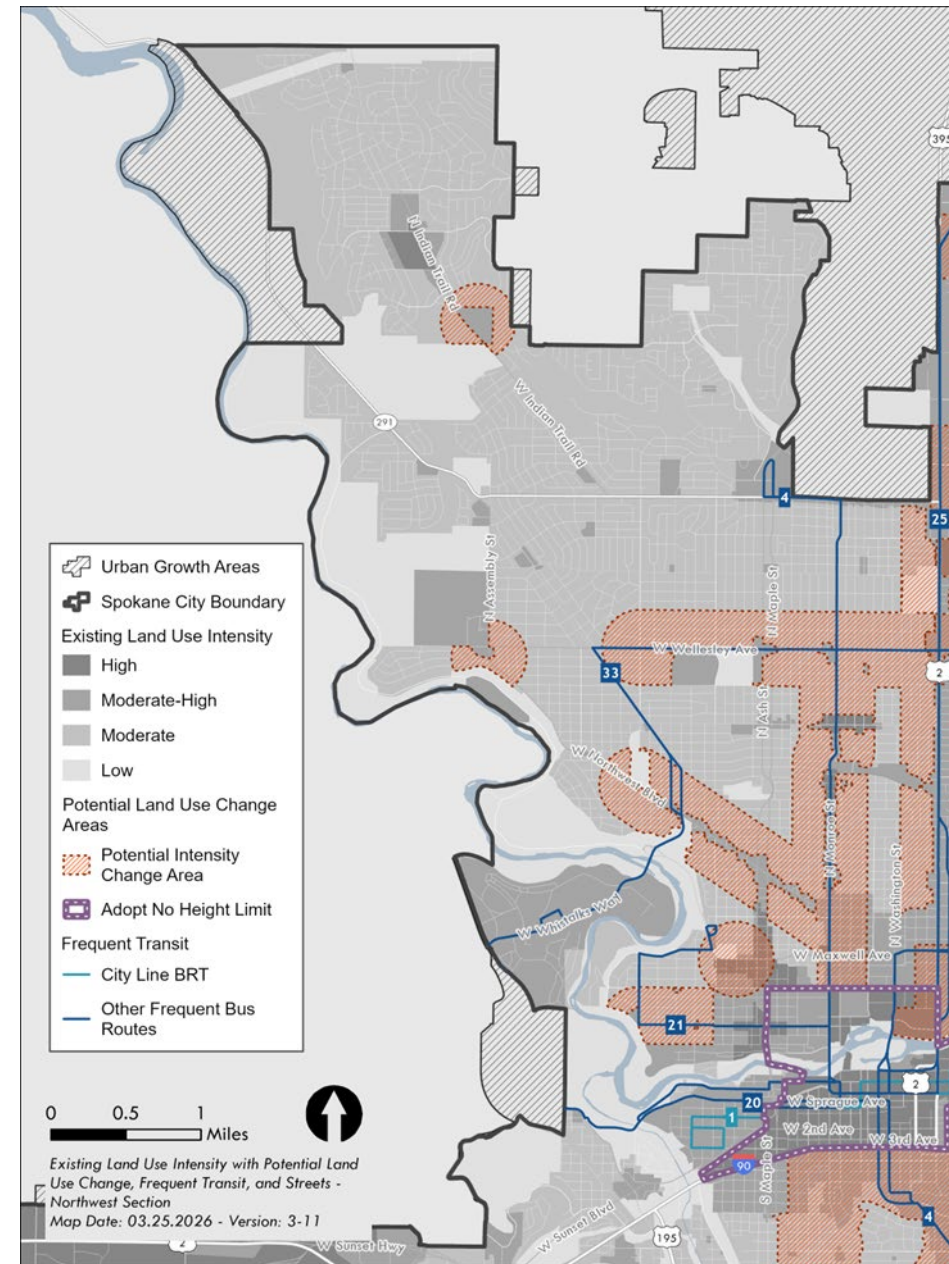 395
N Indian Trail Rd
W Indian Trail Rd
291
4
25
N Assembly St
N Maple St
W Wellesley Ave
33
2
N Ash St
W Northwest Blvd
N Monroe St
N Washington St
W Whistalks Way
W Maxwell Ave
21
2
20
W Sprague Ave
1
W 2nd Ave
W 3rd Ave
90
S Maple St
4
195
W Sunset Blvd
2
W Sunset Hwy
Urban Growth Areas
Spokane City Boundary
Existing Land Use Intensity
High
Moderate-High
Moderate
Low
Potential Land Use Change
Areas
Potential Intensity
Change Area
Adopt No Height Limit
Frequent Transit
City Line BRT
Other Frequent Bus
Routes
0 0.5 1
Miles
Existing Land Use Intensity with Potential Land
Use Change, Frequent Transit, and Streets -
Northwest Section
Map Date: 03.25.2026 - Version: 3-11